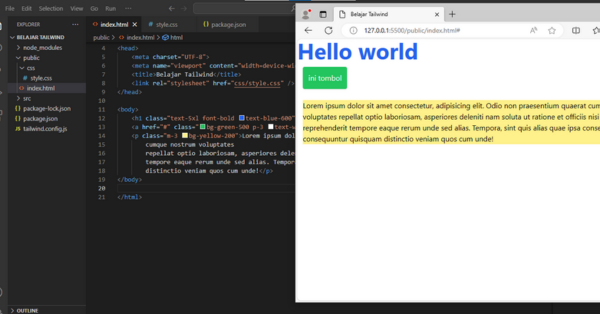 File Edit Selection View Go Run
EXPLORER
BELAJAR TAILWIND
node_modules
public
css
style.css
index.html
src
package-lock.json
package.json
tailwind.config.js
OUTLINE
index.html
style.css
package.json
public > index.html > html
4 <head>
5 <meta charset="UTF-8">
6 <meta name="viewport" content="width=device-wi
7 <title>Belajar Tailwind</title>
8 <link rel="stylesheet" href="css/style.css" />
9 </head>
10
11 <body>
12 <h1 class="text-5xl font-bold text-blue-600"
13 <a href="#" class="bg-green-500 p-3 text-w
14 <p class="m-3 bg-yellow-200">Lorem ipsum dol
15 cumque nostrum voluptates
16 repellat optio laboriosam, asperiores delen
17 tempore eaque rerum unde sed alias. Tempor
18 distinctio veniam quos cum unde!</p>
19 </body>
20
21 </html>
Belajar Tailwind
127.0.0.1:5500/public/index.html#
Hello world
ini tombol
Lorem ipsum dolor sit amet consectetur, adipisicing elit. Odio non praesentium quaerat cum
voluptates repellat optio laboriosam, asperiores deleniti nam soluta ut ratione et officiis nisi
reprehenderit tempore eaque rerum unde sed alias. Tempora, sint quis alias quae ipsa conse
consequuntur quisquam distinctio veniam quos cum unde!